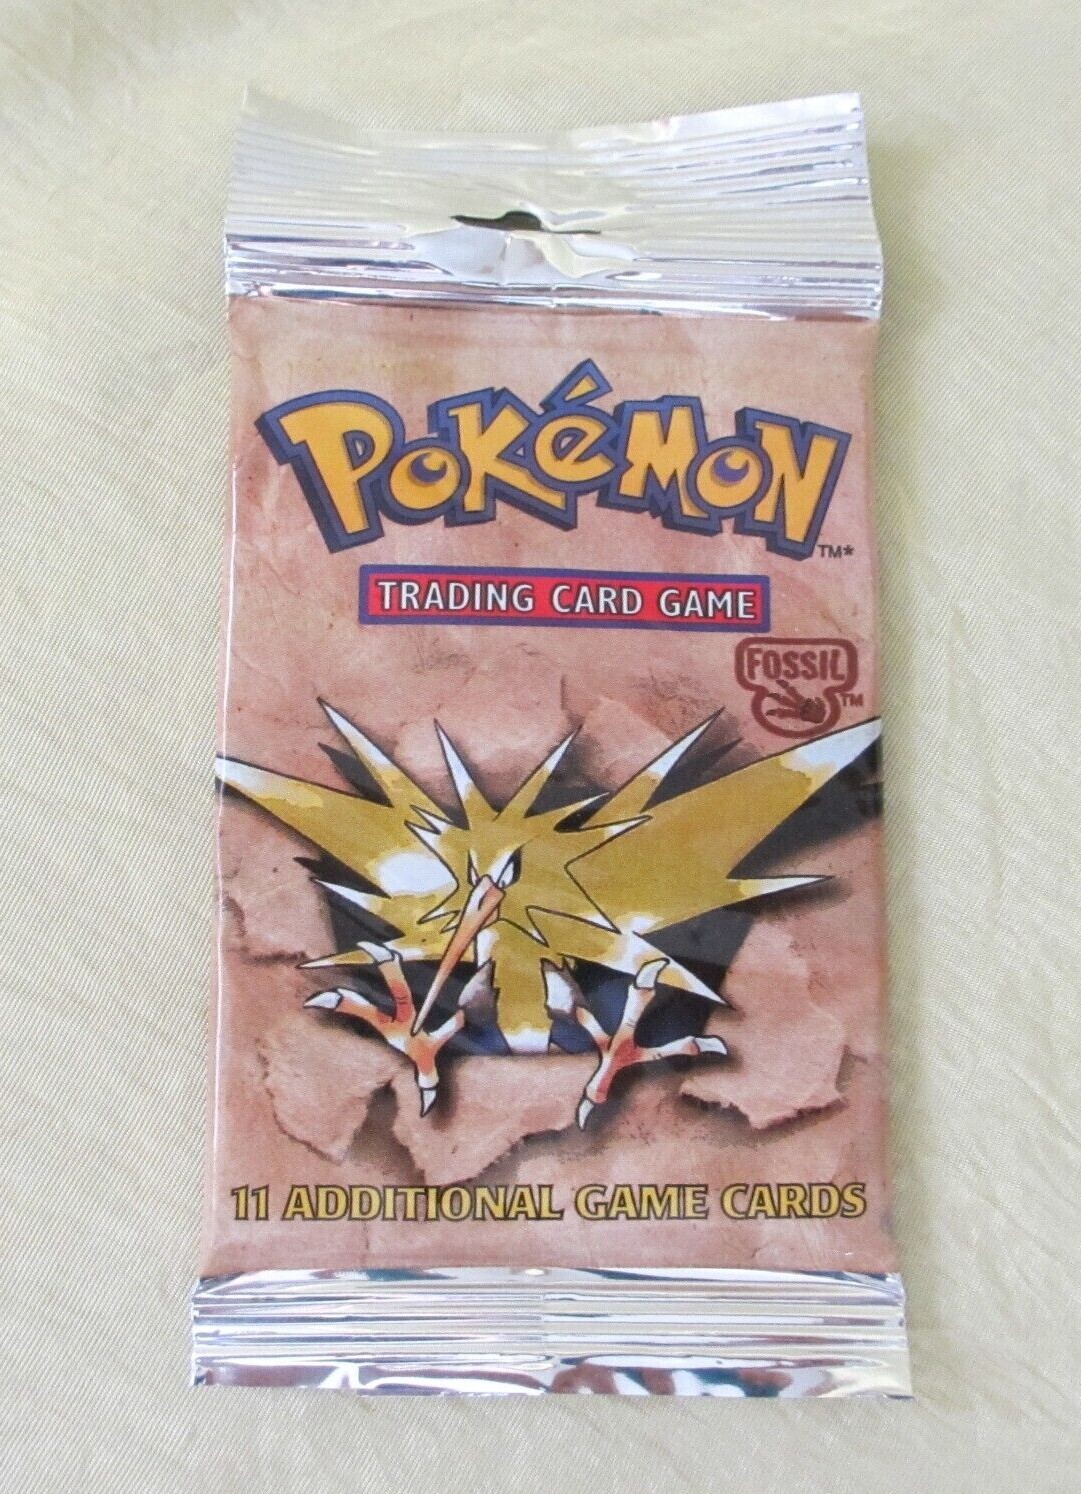 POKéMON
TM*
TRADING CARD GAME
FOSSIL
TM
11 ADDITIONAL GAME CARDS